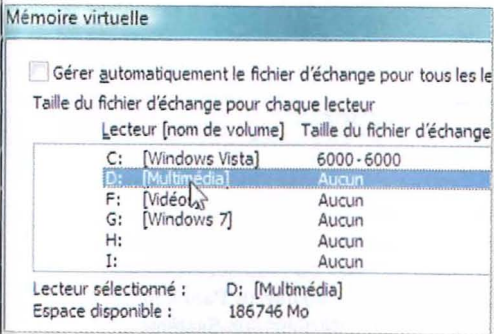 Mémoire virtuelle
Gérer automatiquement le fichier d'échange pour tous les le
Taille du fichier d'échange pour chaque lecteur
Lecteur [nom de volume] Taille du fichier d'échange
C: [Windows Vista] 6000 - 6000
D: [Multimédia] Aucun
F: [Vidéo Aucun
G: [Windows 7] Aucun
H: Aucun
I: Aucun
Lecteur sélectionné : D: [Multimédia]
Espace disponible : 186746 Mo